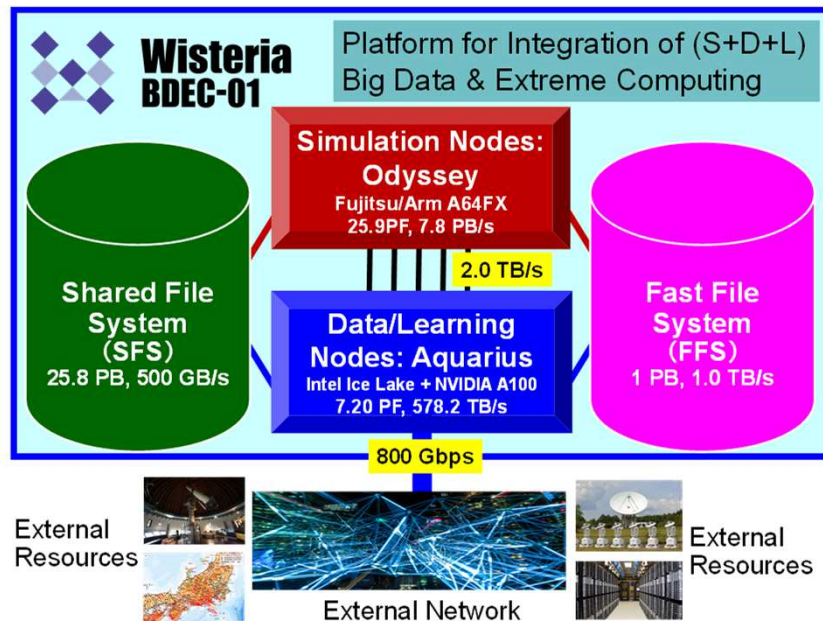 Wisteria
BDEC-01
Platform for Integration of (S+D+L)
Big Data & Extreme Computing
Simulation Nodes:
Odyssey
Fujitsu/Arm A64FX
25.9PF, 7.8 PB/s
2.0 TB/s
Shared File
System
(SFS)
25.8 PB, 500 GB/s
Data/Learning
Nodes: Aquarius
Intel Ice Lake + NVIDIA A100
7.20 PF, 578.2 TB/s
Fast File
System
(FFS)
1 PB, 1.0 TB/s
800 Gbps
External
Resources
External Network
External
Resources